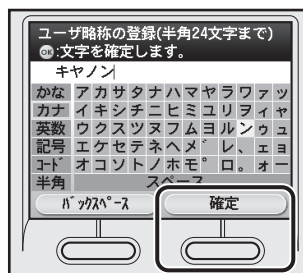 ユーザ略称の登録(半角24文字まで)
OK:文字を確定します。
キヤノン
かな アカサタナハマヤラワァッ
カナ イキシチニヒミユリヲィャ
英数 ウクスツヌフムヨルンゥュ
記号 エケセテネヘメ゛レ、ェョ
コード オコソトノホモ゜ロ。ォー
半角 スペース
バックスペース 確定